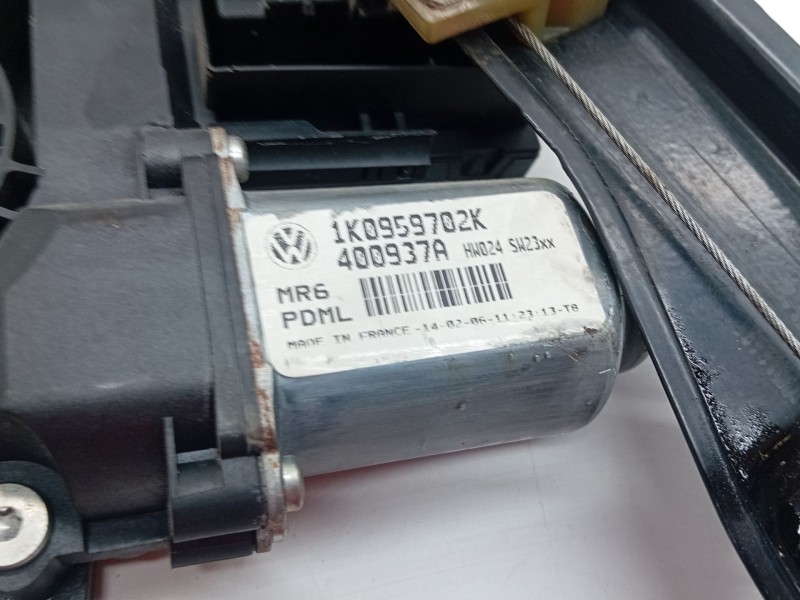 1K0959702K
400937A HW024 SW23xx
MR6
PDML
MADE IN FRANCE -14-02-06-11:23:13-T8